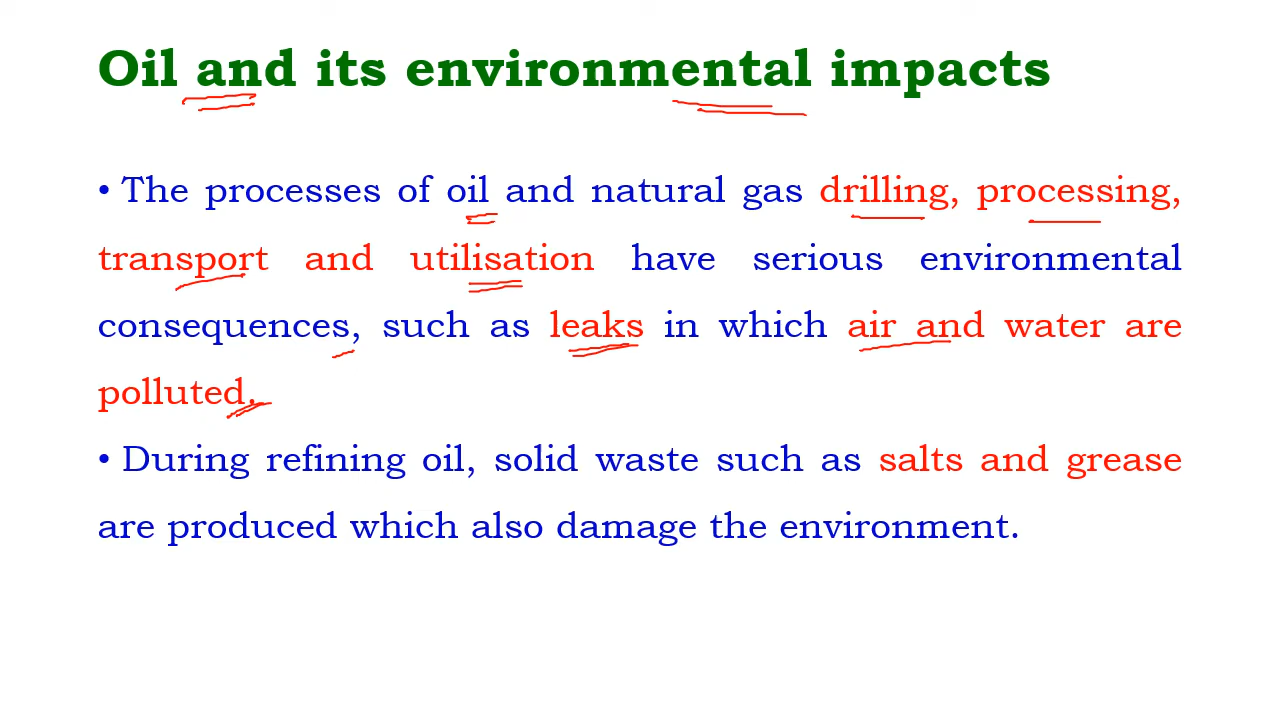 Oil and its environmental impacts
• The processes of oil and natural gas drilling, processing,
transport and utilisation have serious environmental
consequences, such as leaks in which air and water are
polluted.
• During refining oil, solid waste such as salts and grease
are produced which also damage the environment.